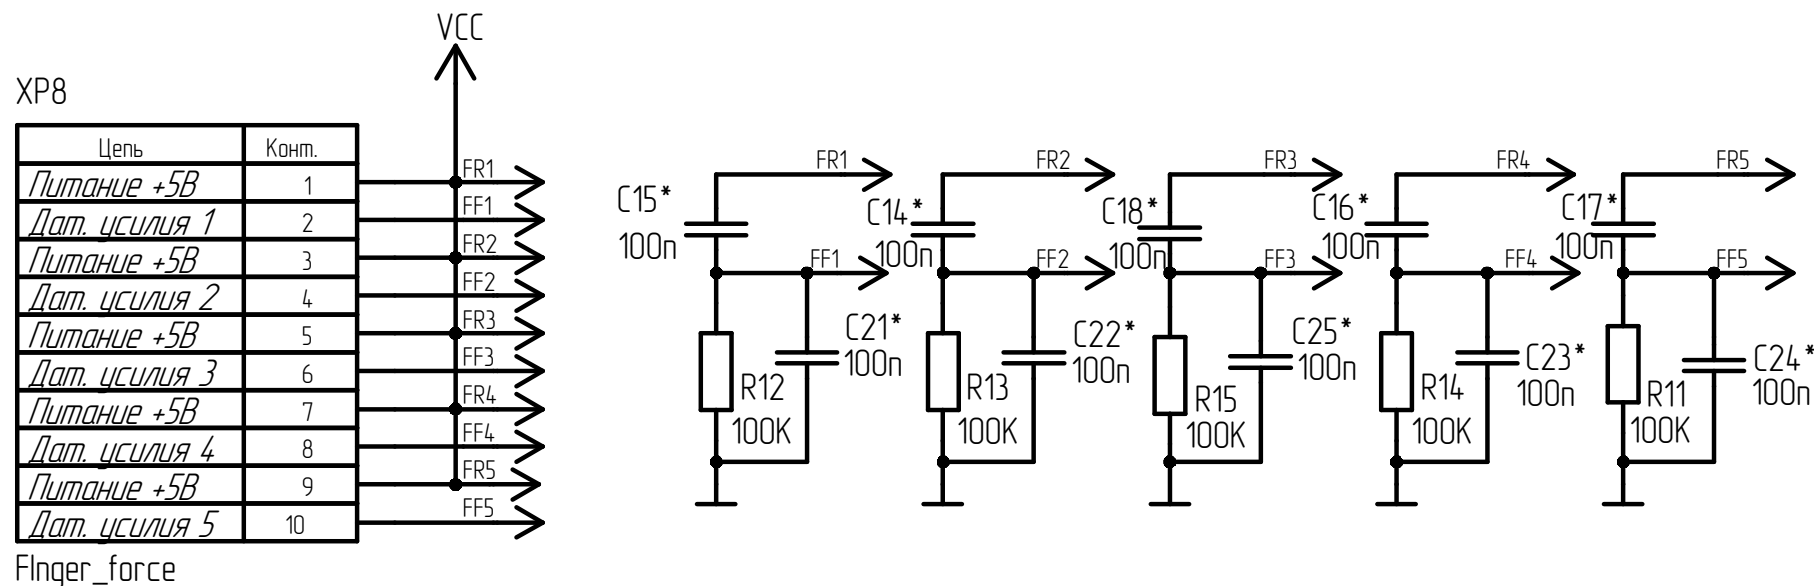 VCC
XP8
Цепь Конт.
Питание +5В 1 FR1
Дат. усилия 1 2 FF1
Питание +5В 3 FR2
Дат. усилия 2 4 FF2
Питание +5В 5 FR3
Дат. усилия 3 6 FF3
Питание +5В 7 FR4
Дат. усилия 4 8 FF4
Питание +5В 9 FR5
Дат. усилия 5 10 FF5
FInger_force
FR1 FR2 FR3 FR4 FR5
C15* C14* C18* C16* C17*
100n 100n 100n 100n 100n
FF1 FF2 FF3 FF4 FF5
C21* C22* C25* C23* C24*
100n 100n 100n 100n 100n
R12 R13 R15 R14 R11
100K 100K 100K 100K 100K